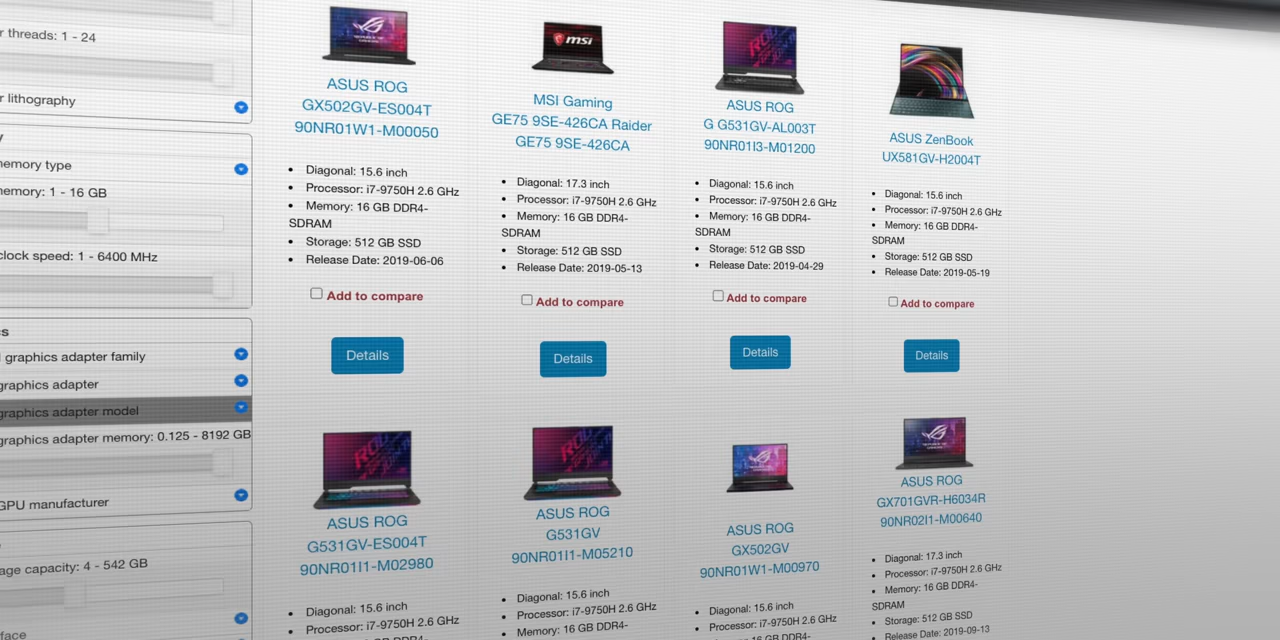 r threads: 1 - 24
r lithography
y
nemory type
nemory: 1 - 16 GB
clock speed: 1 - 6400 MHz
cs
graphics adapter family
graphics adapter
graphics adapter model
graphics adapter memory: 0.125 - 8192 GB
GPU manufacturer
age capacity: 4 - 542 GB
face
ASUS ROG
GX502GV-ES004T
90NR01W1-M00050
• Diagonal: 15.6 inch
• Processor: i7-9750H 2.6 GHz
• Memory: 16 GB DDR4-
SDRAM
• Storage: 512 GB SSD
• Release Date: 2019-06-06
Add to compare
Details
msi
MSI Gaming
GE75 9SE-426CA Raider
GE75 9SE-426CA
• Diagonal: 17.3 inch
• Processor: i7-9750H 2.6 GHz
• Memory: 16 GB DDR4-
SDRAM
• Storage: 512 GB SSD
• Release Date: 2019-05-13
Add to compare
Details
ASUS ROG
G G531GV-AL003T
90NR01I3-M01200
• Diagonal: 15.6 inch
• Processor: i7-9750H 2.6 GHz
• Memory: 16 GB DDR4-
SDRAM
• Storage: 512 GB SSD
• Release Date: 2019-04-29
Add to compare
Details
ASUS ZenBook
UX581GV-H2004T
• Diagonal: 15.6 inch
• Processor: i7-9750H 2.6 GHz
• Memory: 16 GB DDR4-
SDRAM
• Storage: 512 GB SSD
• Release Date: 2019-05-19
Add to compare
Details
ASUS ROG
G531GV-ES004T
90NR01I1-M02980
• Diagonal: 15.6 inch
• Processor: i7-9750H 2.6 GHz
GB DDR4-
ASUS ROG
G531GV
90NR01I1-M05210
• Diagonal: 15.6 inch
• Processor: i7-9750H 2.6 GHz
• Memory: 16 GB DDR4-
ASUS ROG
GX502GV
90NR01W1-M00970
• Diagonal: 15.6 inch
• Processor: i7-9750H 2.6 GHz
• Memory: 16 GB DDR4-
ASUS ROG
GX701GVR-H6034R
90NR02I1-M00640
• Diagonal: 17.3 inch
• Processor: i7-9750H 2.6 GHz
• Memory: 16 GB DDR4-
SDRAM
• Storage: 512 GB SSD
• Release Date: 2019-09-13